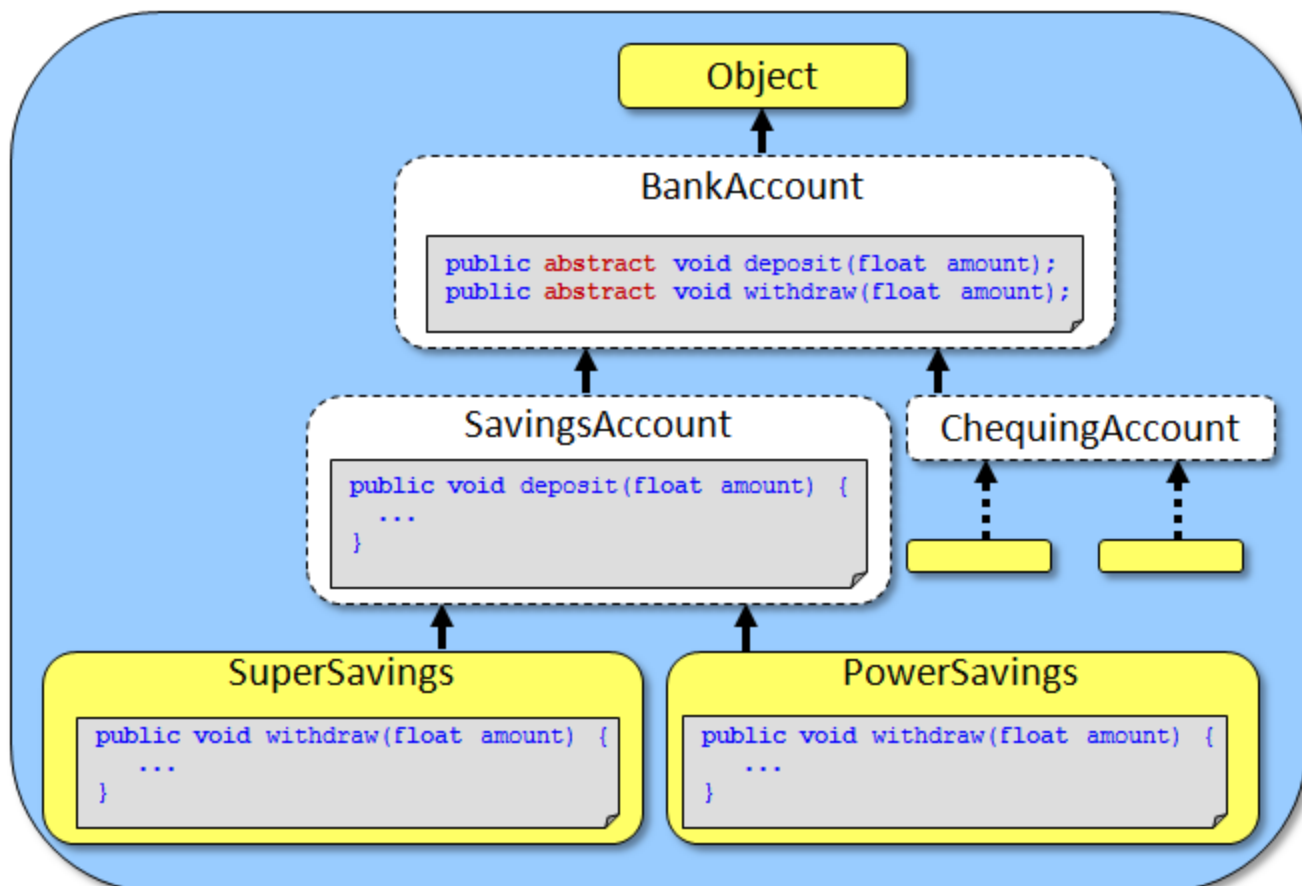 Object
BankAccount
public abstract void deposit(float amount);
public abstract void withdraw(float amount);
SavingsAccount
public void deposit(float amount) {
...
}
ChequingAccount
SuperSavings
public void withdraw(float amount) {
...
}
PowerSavings
public void withdraw(float amount) {
...
}